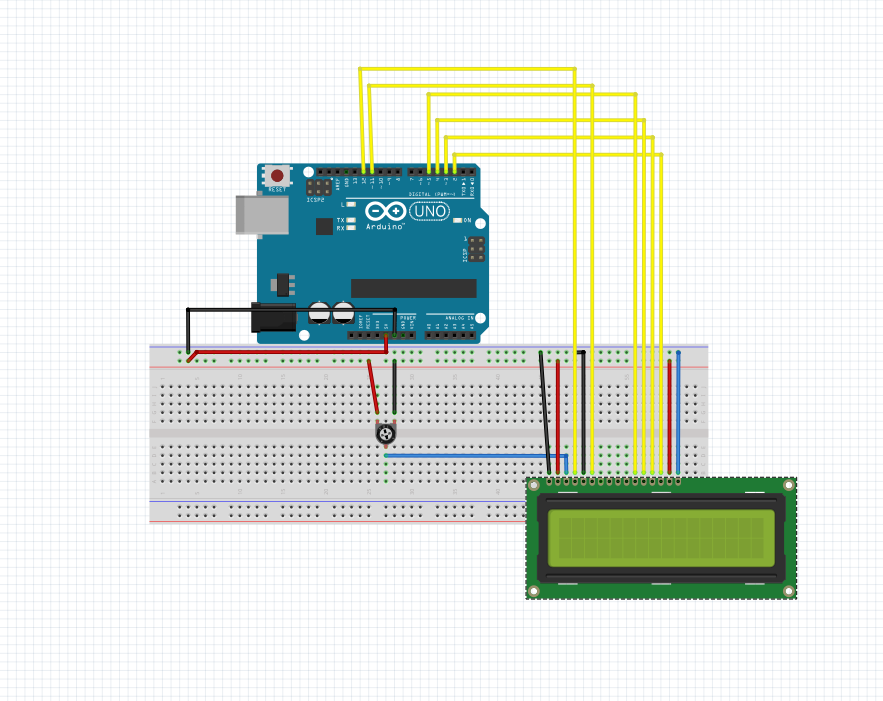 RESET
ICSP2
AREF
GND
13
12
~11
~10
~9
8
7
~6
~5
4
~3
2
TX▶1
RX◀0
DIGITAL (PWM=~)
L
TX
RX
UNO
ON
Arduino
1
ICSP
POWER
ANALOG IN
IOREF
RESET
3V3
5V
GND
VIN
A0
A1
A2
A3
A4
A5